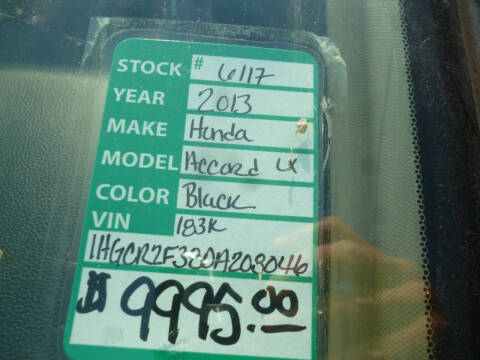 STOCK # 6117
YEAR 2013
MAKE Honda
MODEL Accord LX
COLOR Black
VIN 183K
1HGCR2F320A208046
$9995.00